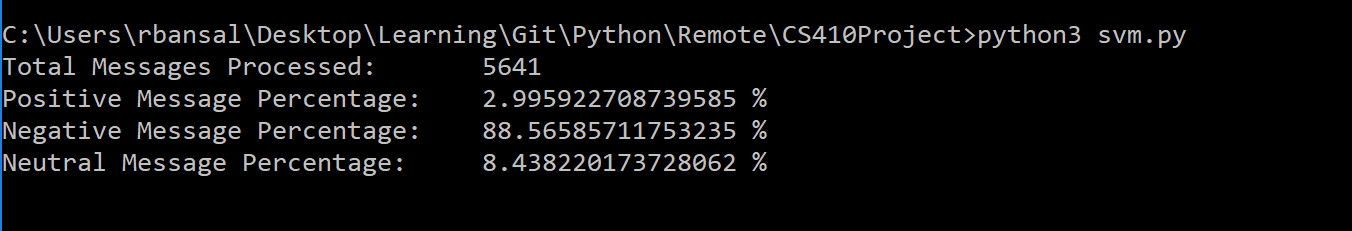 C:\Users\rbansal\Desktop\Learning\Git\Python\Remote\CS410Project>python3 svm.py
Total Messages Processed:       5641
Positive Message Percentage:    2.995922708739585 %
Negative Message Percentage:    88.56585711753235 %
Neutral Message Percentage:     8.438220173728062 %